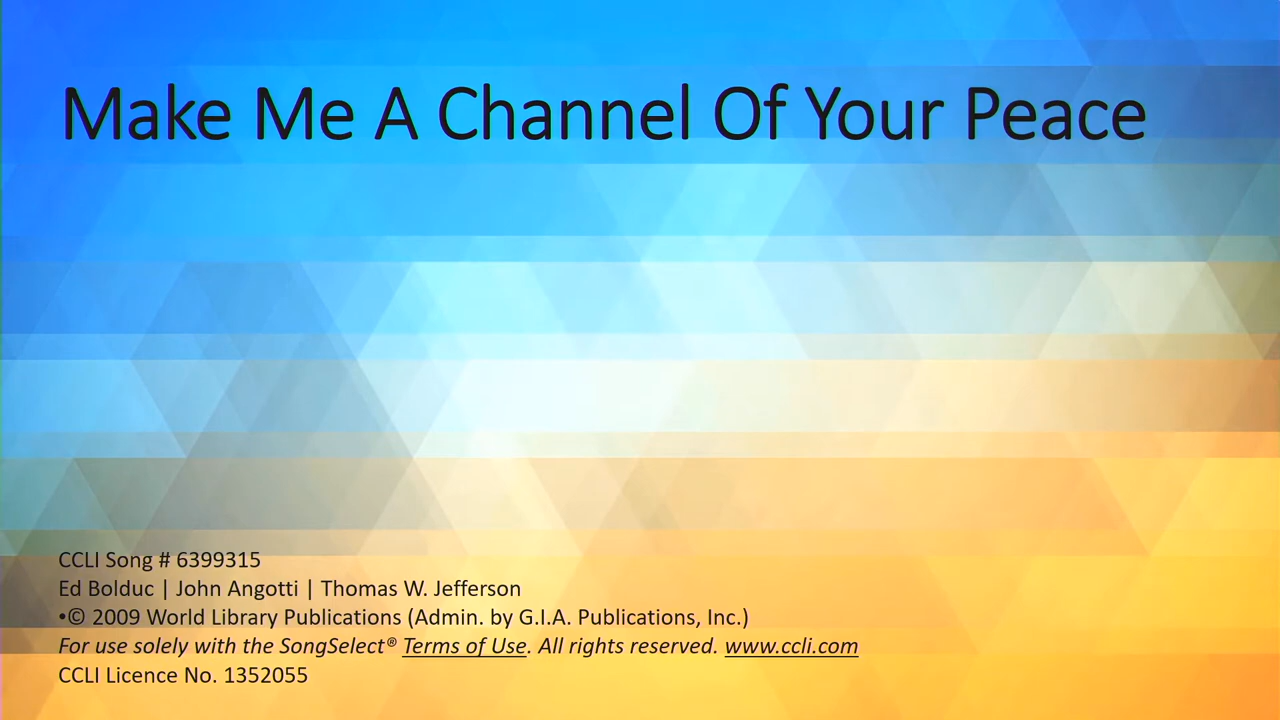 Make Me A Channel Of Your Peace
CCLI Song # 6399315
Ed Bolduc | John Angotti | Thomas W. Jefferson
•© 2009 World Library Publications (Admin. by G.I.A. Publications, Inc.)
For use solely with the SongSelect® Terms of Use. All rights reserved. www.ccli.com
CCLI Licence No. 1352055